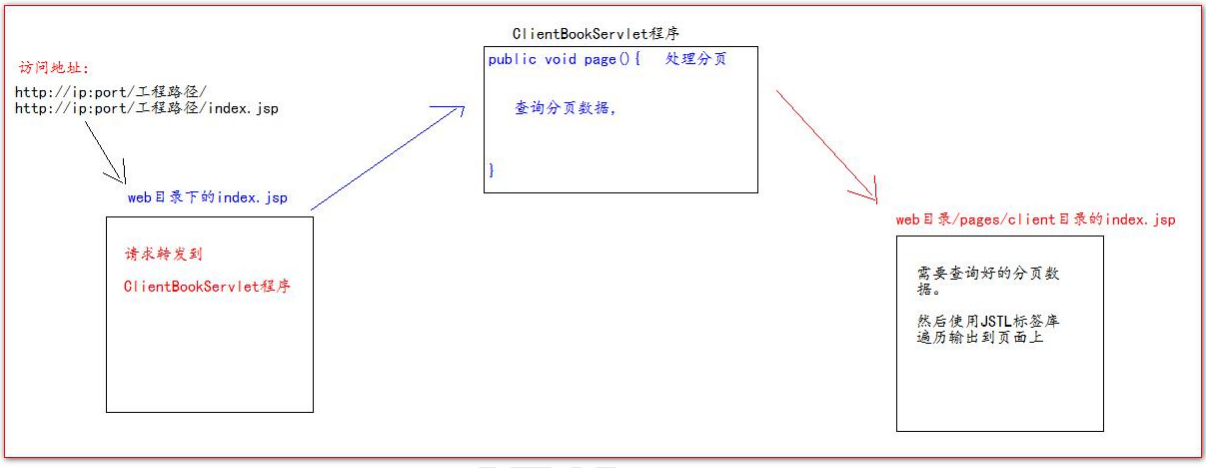 ClientBookServlet程序
访问地址:
http://ip:port/工程路径/
http://ip:port/工程路径/index.jsp
public void page(){ 处理分页
查询分页数据,
}
web目录下的index.jsp
请求转发到
ClientBookServlet程序
web目录/pages/client目录的index.jsp
需要查询好的分页数
据。
然后使用JSTL标签库
遍历输出到页面上